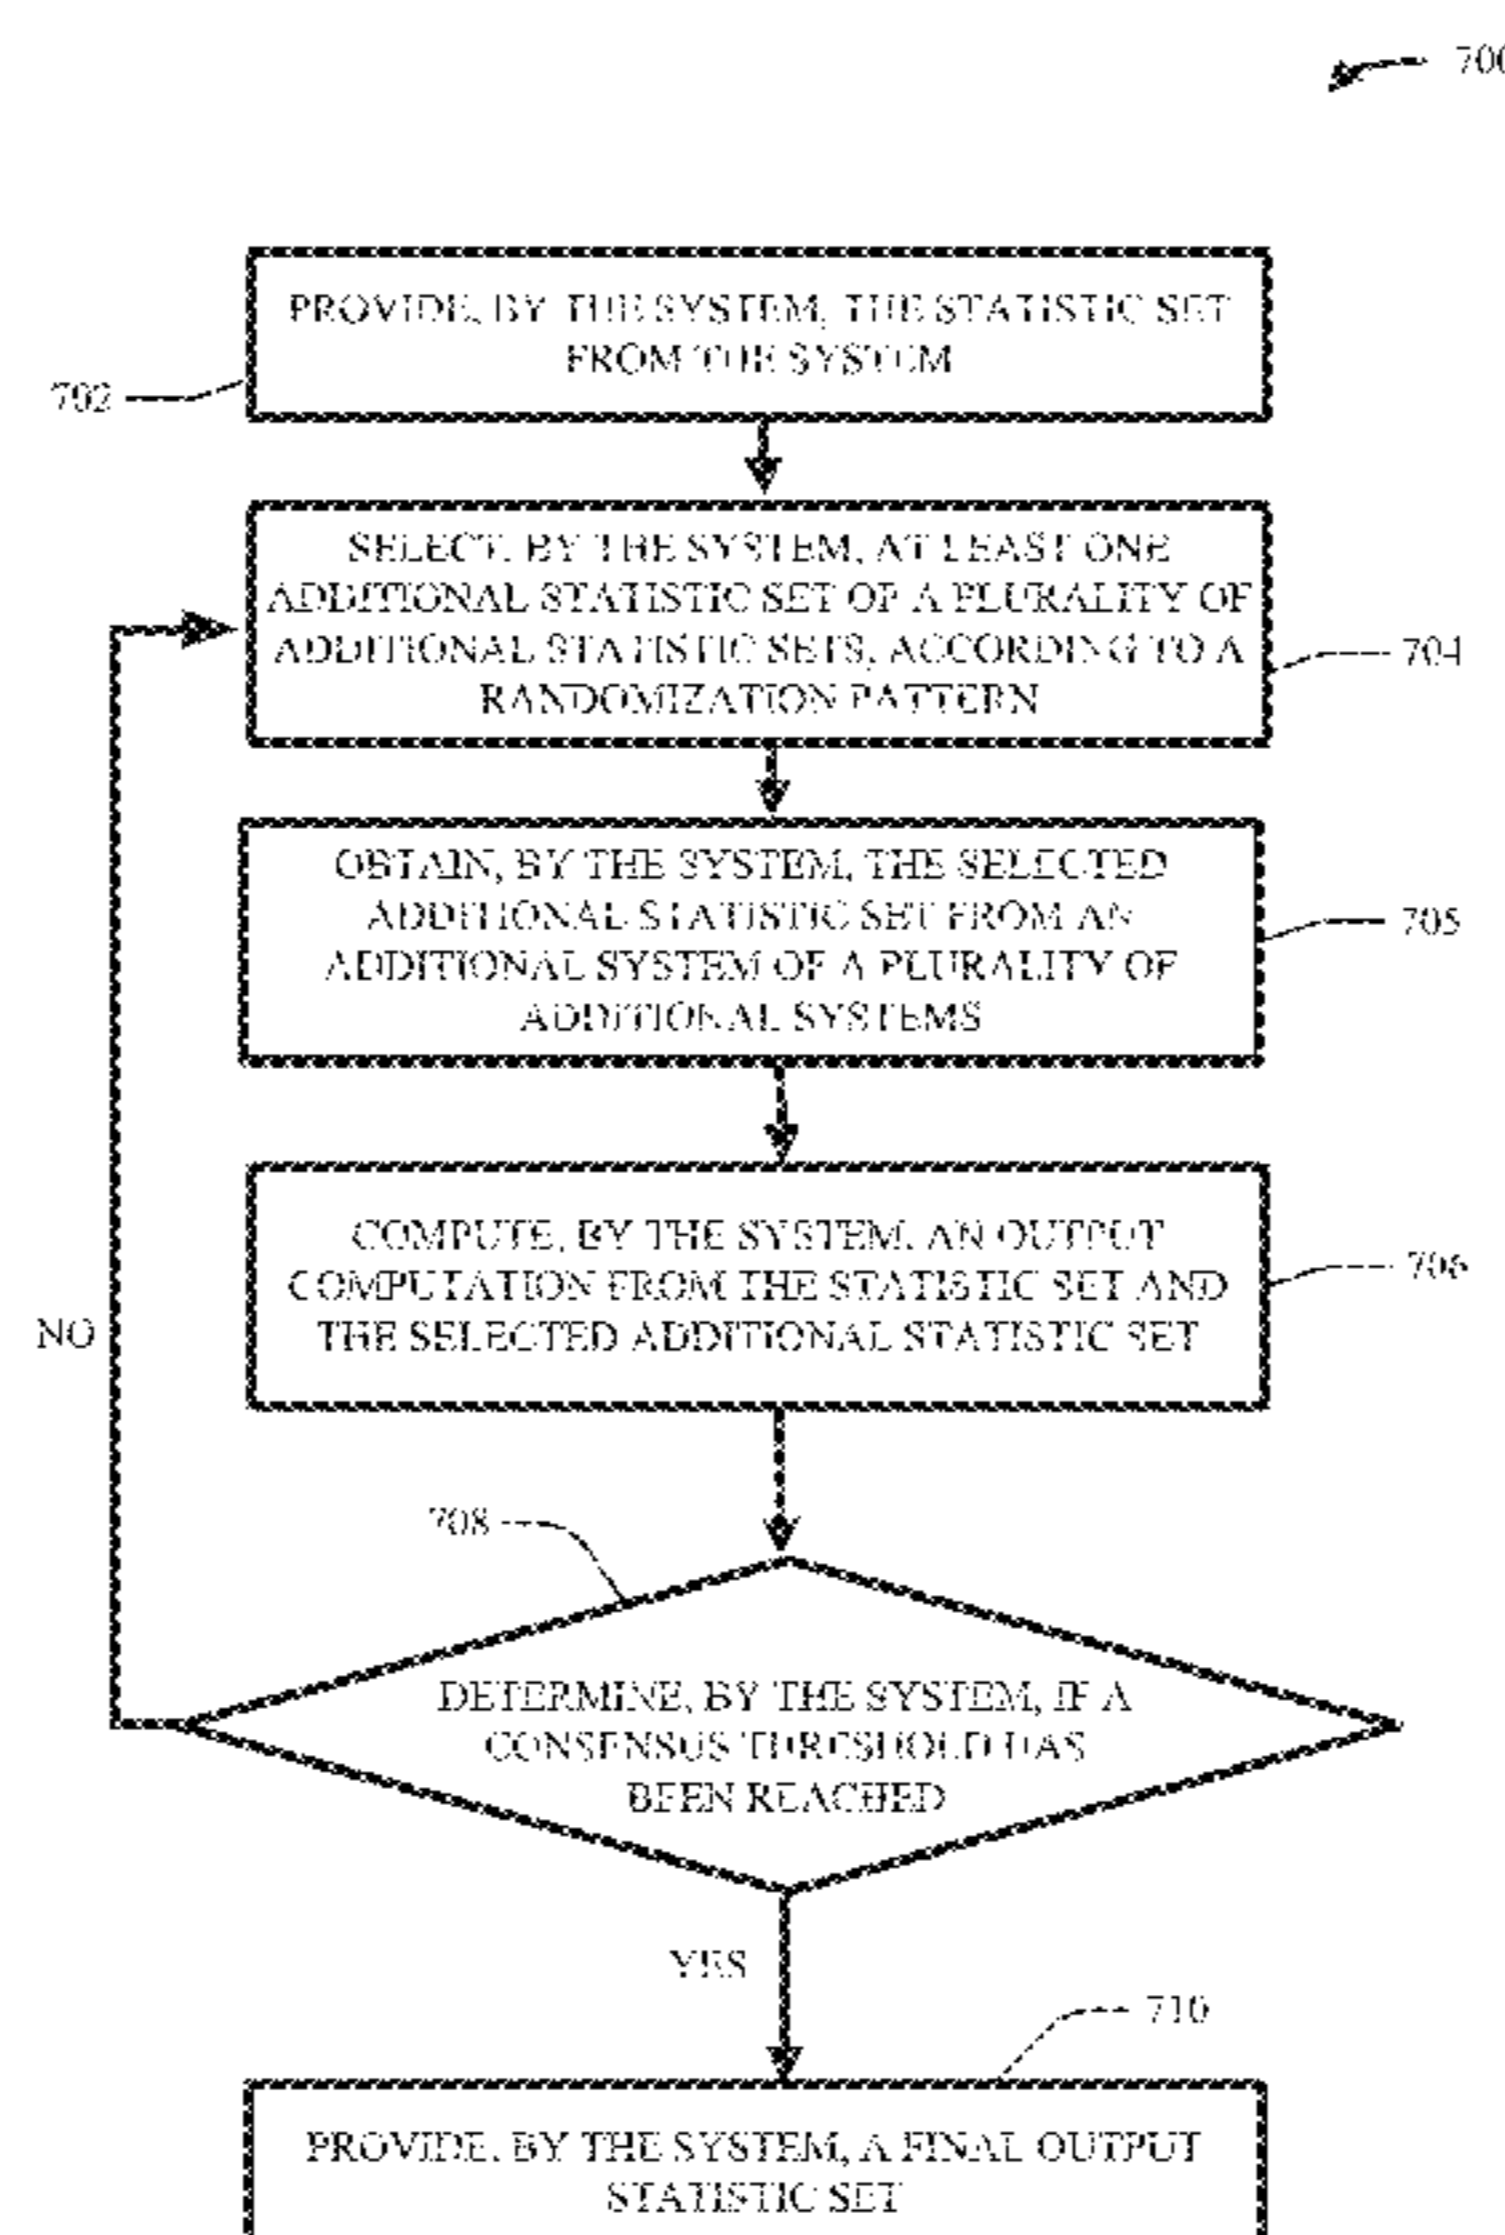 700
PROVIDE, BY THE SYSTEM, THE STATISTIC SET
FROM THE SYSTEM
702
SELECT, BY THE SYSTEM, AT LEAST ONE
ADDITIONAL STATISTIC SET OF A PLURALITY OF
ADDITIONAL STATISTIC SETS, ACCORDING TO A
RANDOMIZATION PATTERN
704
OBTAIN, BY THE SYSTEM, THE SELECTED
ADDITIONAL STATISTIC SET FROM AN
ADDITIONAL SYSTEM OF A PLURALITY OF
ADDITIONAL SYSTEMS
705
COMPUTE, BY THE SYSTEM, AN OUTPUT
COMPUTATION FROM THE STATISTIC SET AND
THE SELECTED ADDITIONAL STATISTIC SET
706
NO
708
DETERMINE, BY THE SYSTEM, IF A
CONSENSUS THRESHOLD HAS
BEEN REACHED
YES
710
PROVIDE, BY THE SYSTEM, A FINAL OUTPUT
STATISTIC SET